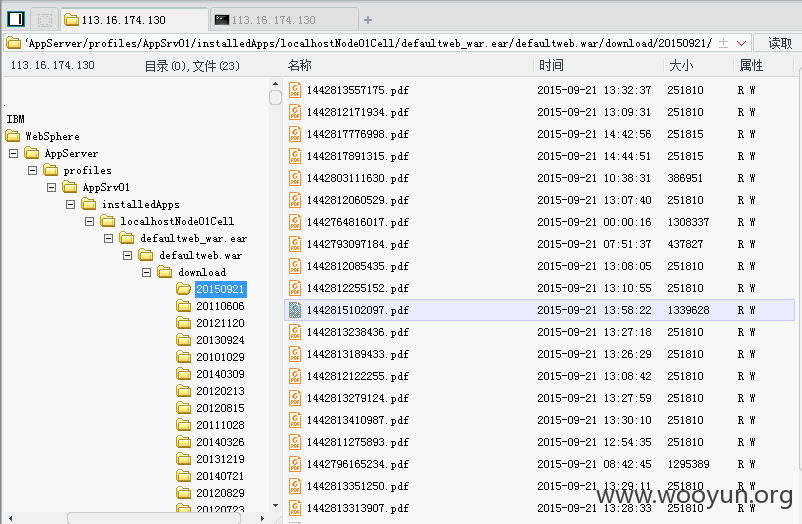 113.16.174.130
113.16.174.130
'AppServer/profiles/AppSrv01/installedApps/localhostNode01Cell/defaultweb_war.ear/defaultweb.war/download/20150921/
读取
113.16.174.130 目录(0),文件(23)
名称 时间 大小 属性
IBM
WebSphere
AppServer
profiles
AppSrv01
installedApps
localhostNode01Cell
defaultweb_war.ear
defaultweb.war
download
20150921
20110606
20121120
20130924
20101029
20140309
20120213
20120815
20111028
20140326
20131219
20140721
20120829
20120723
1442813557175.pdf 2015-09-21 13:32:37 251810 R W
1442812171934.pdf 2015-09-21 13:09:31 251810 R W
1442817776998.pdf 2015-09-21 14:42:56 251815 R W
1442817891315.pdf 2015-09-21 14:44:51 251815 R W
1442803111630.pdf 2015-09-21 10:38:31 386951 R W
1442812060529.pdf 2015-09-21 13:07:40 251810 R W
1442764816017.pdf 2015-09-21 00:00:16 1308337 R W
1442793097184.pdf 2015-09-21 07:51:37 437827 R W
1442812085435.pdf 2015-09-21 13:08:05 251810 R W
1442812255152.pdf 2015-09-21 13:10:55 251810 R W
1442815102097.pdf 2015-09-21 13:58:22 1339628 R W
1442813238436.pdf 2015-09-21 13:27:18 251810 R W
1442813189433.pdf 2015-09-21 13:26:29 251810 R W
1442812122255.pdf 2015-09-21 13:08:42 251810 R W
1442813279124.pdf 2015-09-21 13:27:59 251810 R W
1442813410987.pdf 2015-09-21 13:30:10 251810 R W
1442811275893.pdf 2015-09-21 12:54:35 251810 R W
1442796165234.pdf 2015-09-21 08:42:45 1295389 R W
1442813351250.pdf 2015-09-21 13:29:11 251810 R W
1442813313907.pdf 2015-09-21 13:28:33 251810 R W
www.wooyun.org